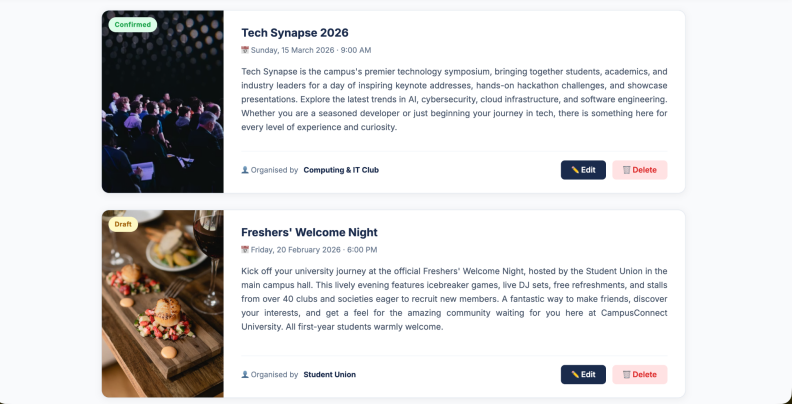 Confirmed
Tech Synapse 2026
Sunday, 15 March 2026 · 9:00 AM
Tech Synapse is the campus's premier technology symposium, bringing together students, academics, and
industry leaders for a day of inspiring keynote addresses, hands-on hackathon challenges, and showcase
presentations. Explore the latest trends in AI, cybersecurity, cloud infrastructure, and software engineering.
Whether you are a seasoned developer or just beginning your journey in tech, there is something here for
every level of experience and curiosity.
Organised by Computing & IT Club
Edit
Delete
Draft
Freshers' Welcome Night
Friday, 20 February 2026 · 6:00 PM
Kick off your university journey at the official Freshers' Welcome Night, hosted by the Student Union in the
main campus hall. This lively evening features icebreaker games, live DJ sets, free refreshments, and stalls
from over 40 clubs and societies eager to recruit new members. A fantastic way to make friends, discover
your interests, and get a feel for the amazing community waiting for you here at CampusConnect
University. All first-year students warmly welcome.
Organised by Student Union
Edit
Delete